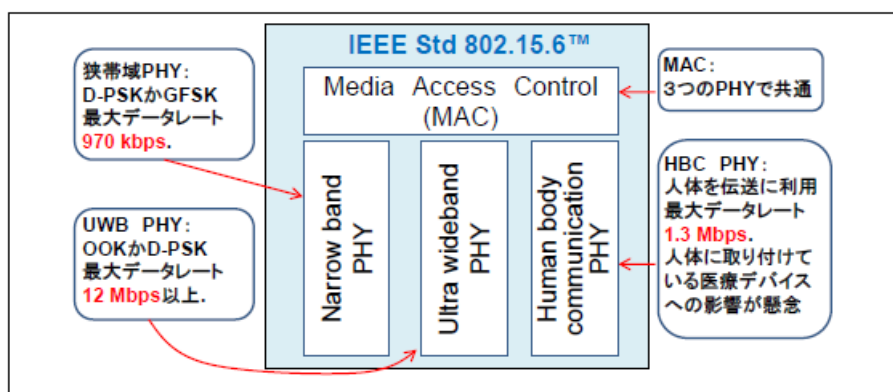 IEEE Std 802.15.6™
Media Access Control
(MAC)
Narrow band
PHY
Ultra wideband
PHY
Human body
communication
PHY
狭帯域PHY:
D-PSKかGFSK
最大データレート
970 kbps.
UWB PHY:
OOKかD-PSK
最大データレート
12 Mbps以上.
MAC:
3つのPHYで共通
HBC PHY:
人体を伝送に利用
最大データレート
1.3 Mbps.
人体に取り付けて
いる医療デバイス
への影響が懸念